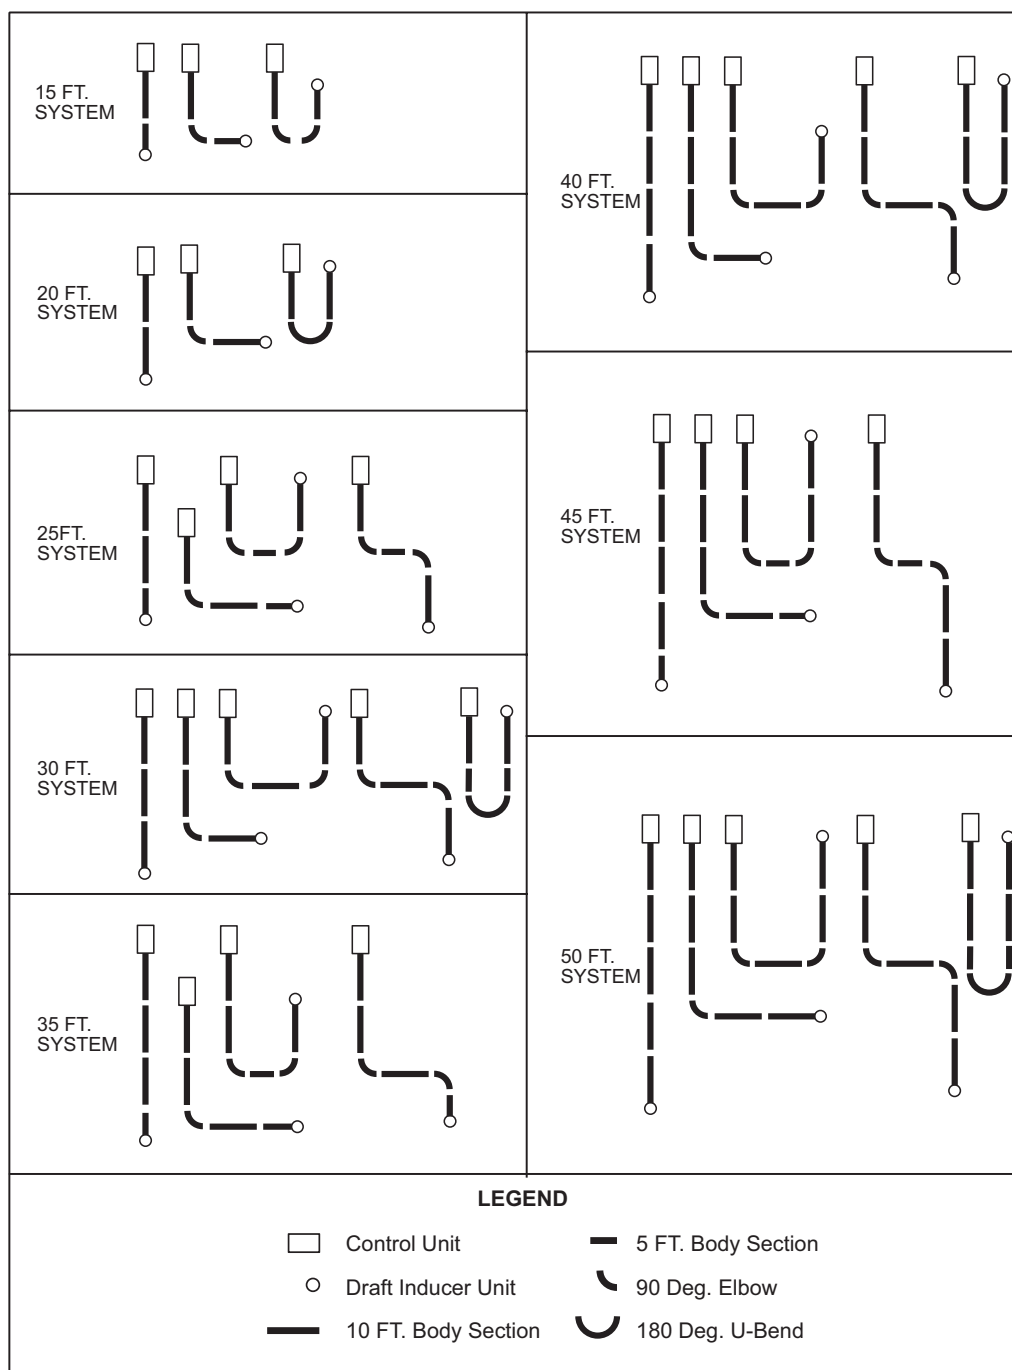 15 FT.
SYSTEM
20 FT.
SYSTEM
25FT.
SYSTEM
30 FT.
SYSTEM
35 FT.
SYSTEM
40 FT.
SYSTEM
45 FT.
SYSTEM
50 FT.
SYSTEM
LEGEND
Control Unit
5 FT. Body Section
Draft Inducer Unit
90 Deg. Elbow
10 FT. Body Section
180 Deg. U-Bend